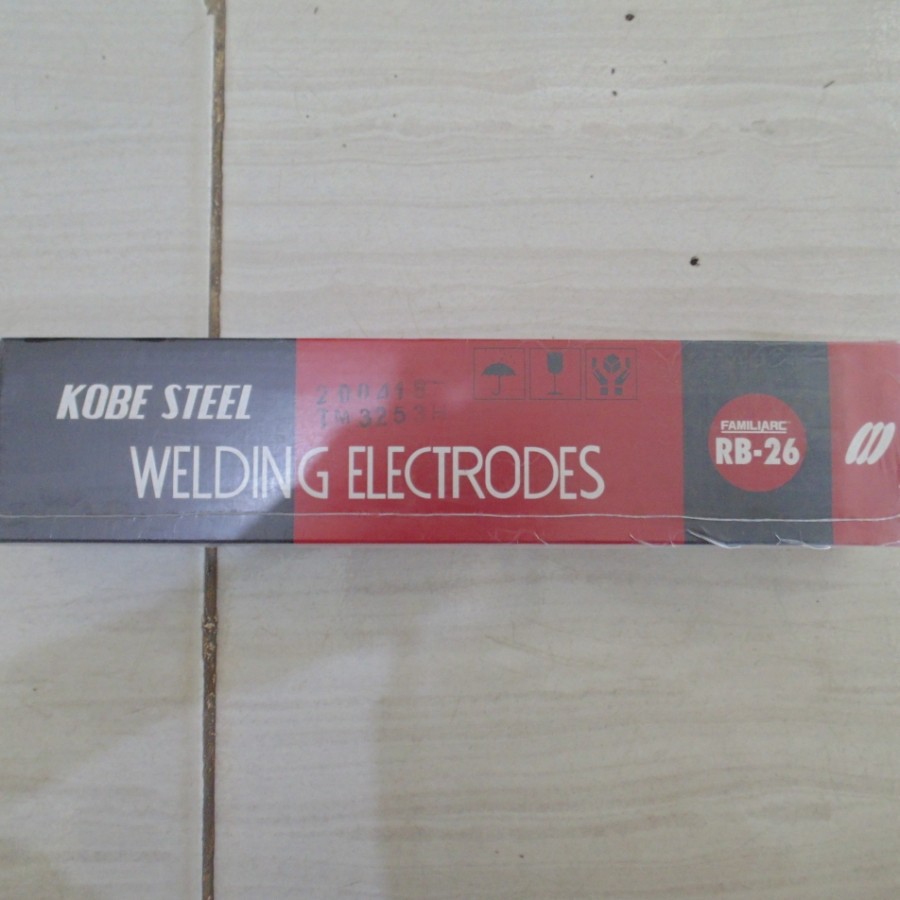 KOBE STEEL
WELDING ELECTRODES
FAMILIARC
RB-26